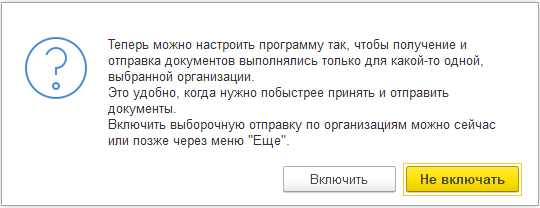 Теперь можно настроить программу так, чтобы получение и
отправка документов выполнялись только для какой-то одной,
выбранной организации.
Это удобно, когда нужно побыстрее принять и отправить
документы.
Включить выборочную отправку по организациям можно сейчас
или позже через меню "Еще".
Включить
Не включать